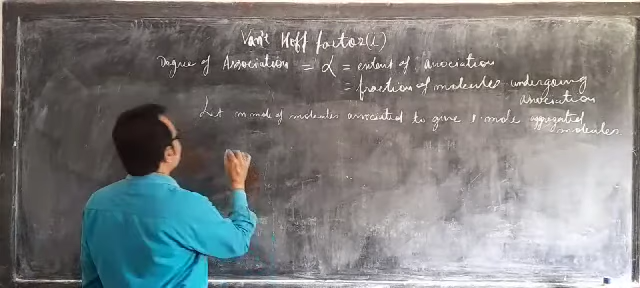 Van't Hoff factor (i)
Degree of Association = α = extent of association
= fraction of molecules undergoing
association
Let n mole of molecules associated to give 1 mole aggregated
molecules